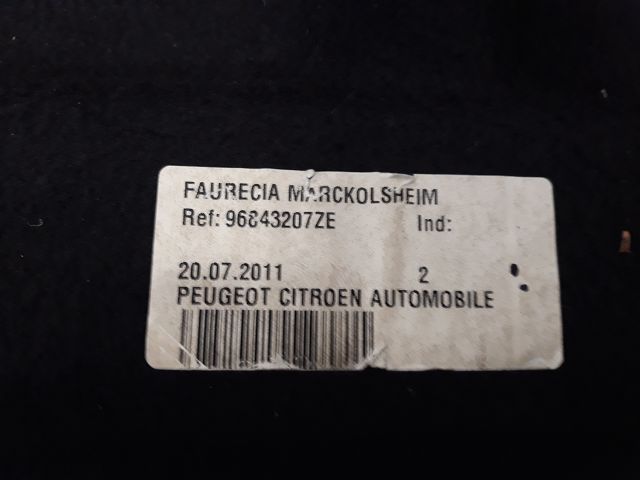 FAURECIA MARCKOLSHEIM
Ref: 96843207ZE Ind:
20.07.2011 2
PEUGEOT CITROEN AUTOMOBILE